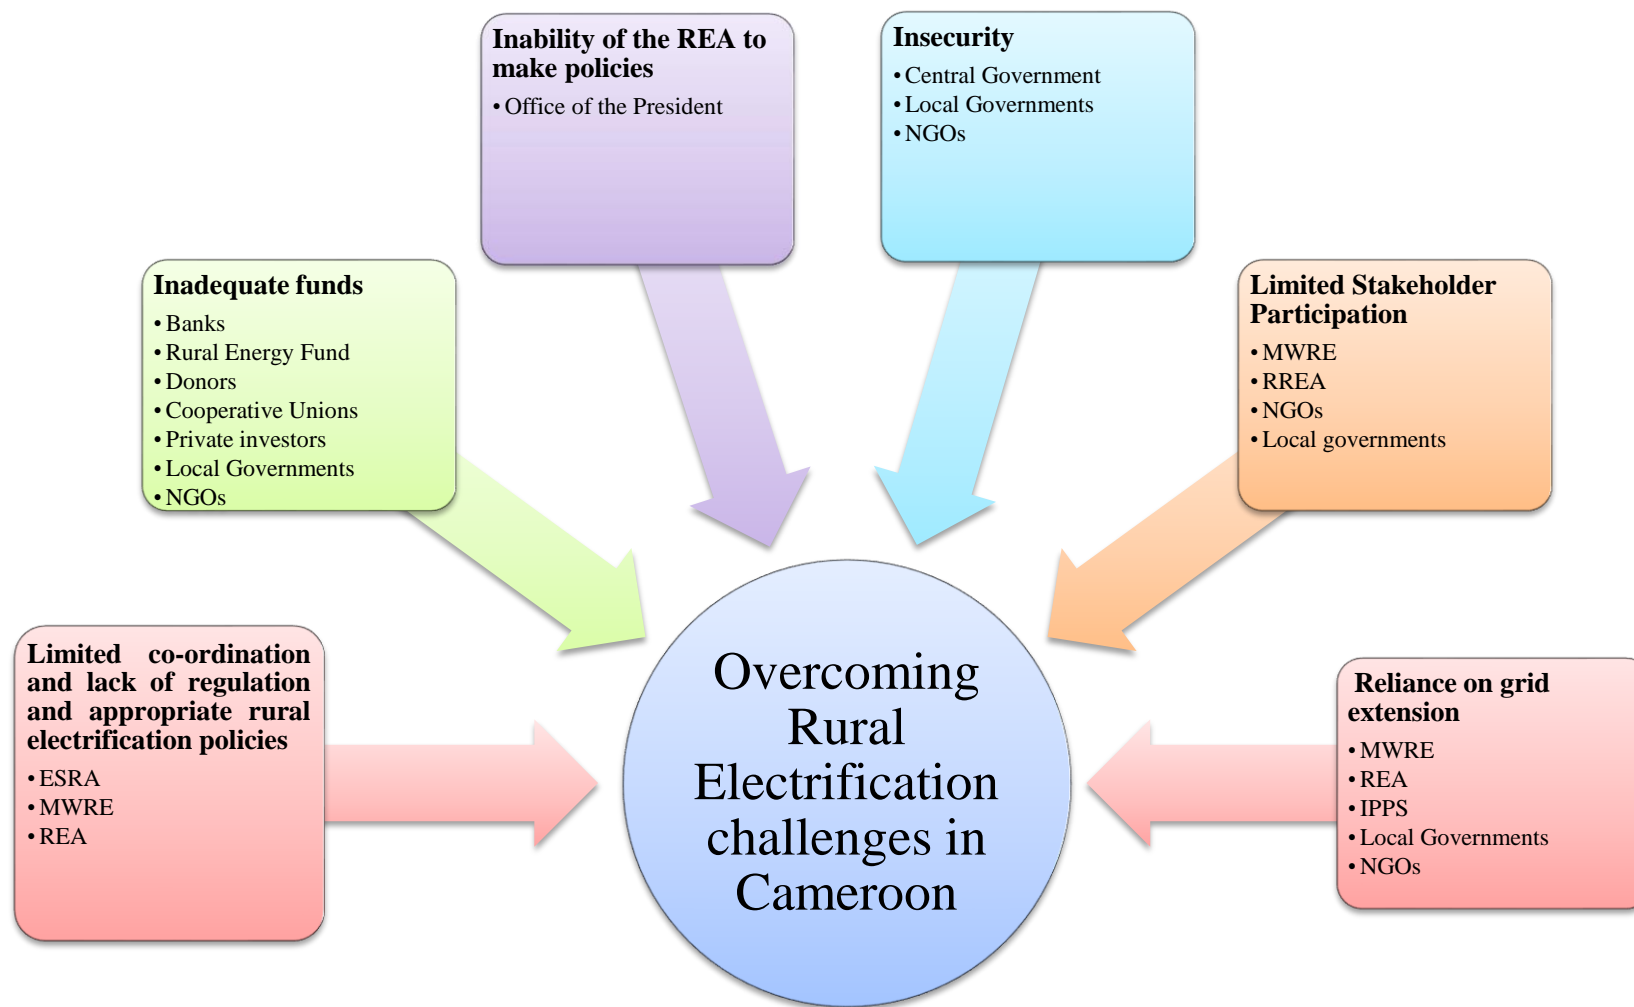 Inability of the REA to
make policies
• Office of the President
Insecurity
• Central Government
• Local Governments
• NGOs
Inadequate funds
• Banks
• Rural Energy Fund
• Donors
• Cooperative Unions
• Private investors
• Local Governments
• NGOs
Limited Stakeholder
Participation
• MWRE
• RREA
• NGOs
• Local governments
Limited co-ordination
and lack of regulation
and appropriate rural
electrification policies
• ESRA
• MWRE
• REA
Overcoming
Rural
Electrification
challenges in
Cameroon
Reliance on grid
extension
• MWRE
• REA
• IPPS
• Local Governments
• NGOs